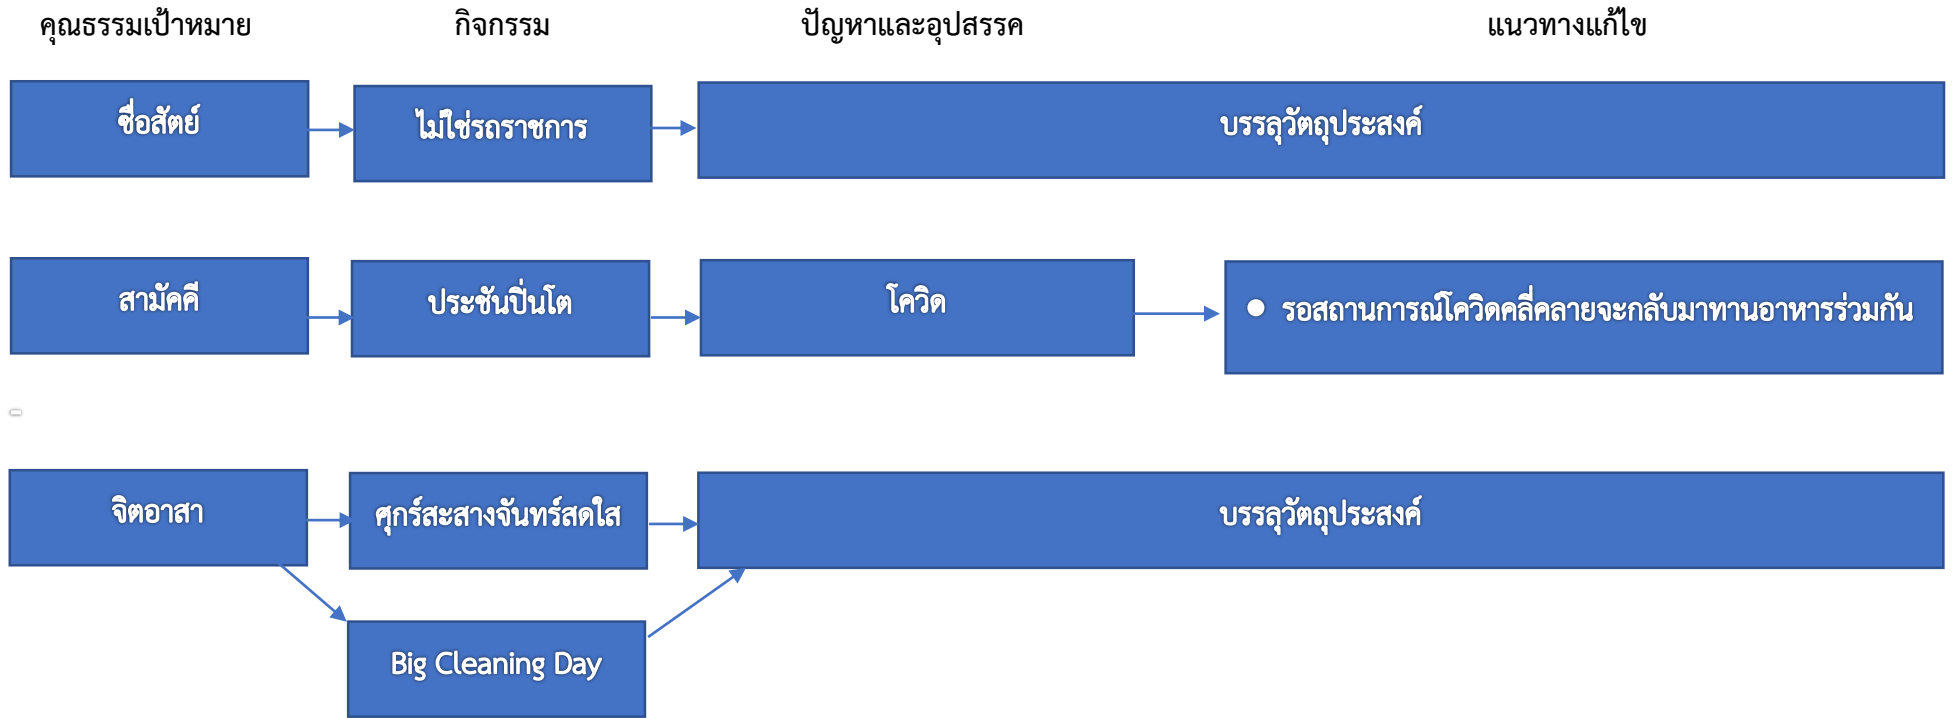 คุณธรรมเป้าหมาย กิจกรรม ปัญหาและอุปสรรค แนวทางแก้ไข
ซื่อสัตย์ ไม่ใช่รถราชการ บรรลุวัตถุประสงค์
สามัคคี ประชันปิ่นโต โควิด • รอสถานการณ์โควิดคลี่คลายจะกลับมาทานอาหารร่วมกัน
-
จิตอาสา ศุกร์สะสางจันทร์สดใส บรรลุวัตถุประสงค์
Big Cleaning Day